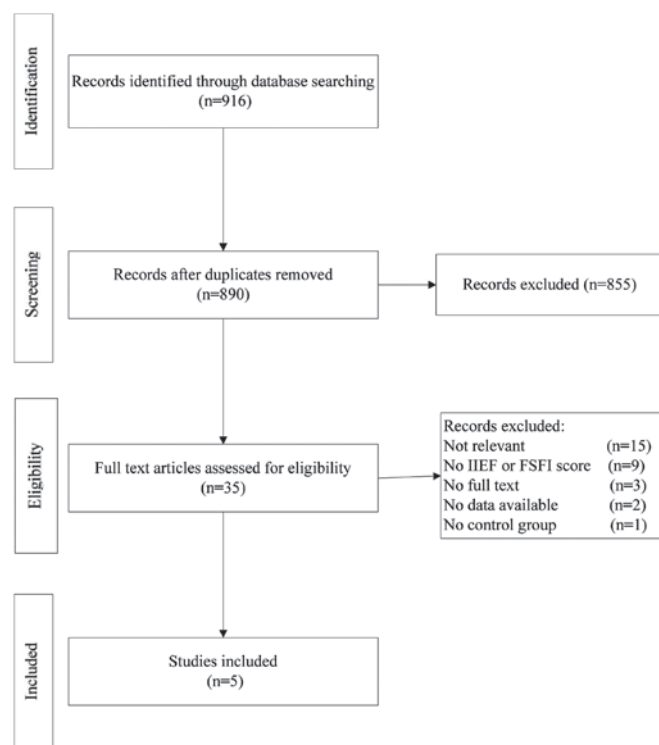 Identification
Records identified through database searching
(n=916)
Screening
Records after duplicates removed
(n=890)
Records excluded (n=855)
Eligibility
Full text articles assessed for eligibility
(n=35)
Records excluded:
Not relevant (n=15)
No IIEF or FSFI score (n=9)
No full text (n=3)
No data available (n=2)
No control group (n=1)
Included
Studies included
(n=5)